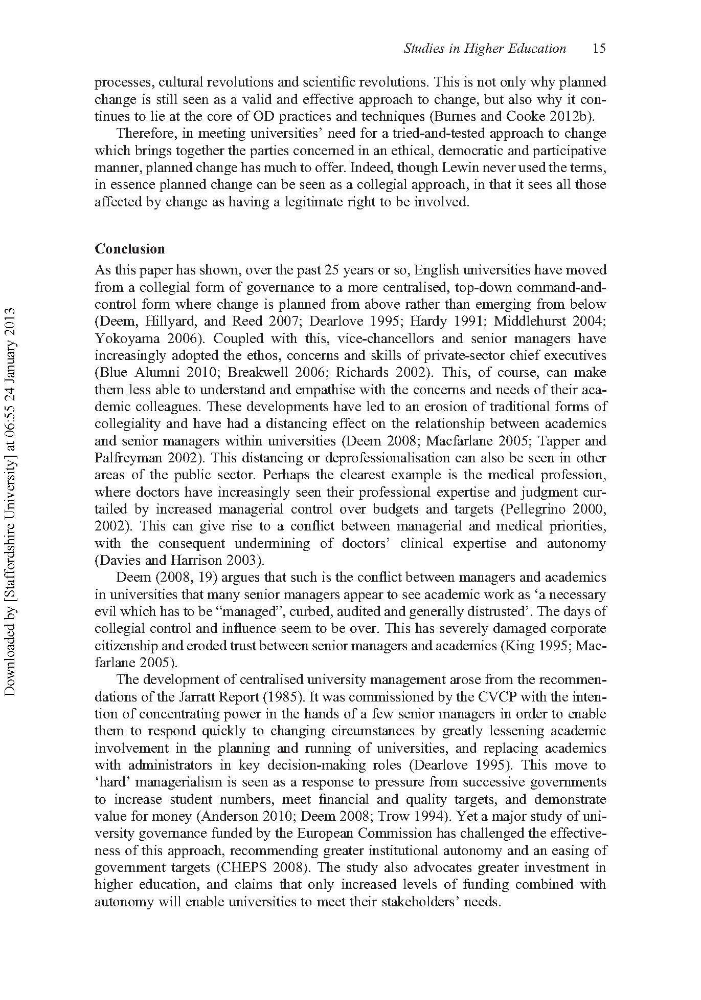 Studies in Higher Education 15
processes, cultural revolutions and scientific revolutions. This is not only why planned
change is still seen as a valid and effective approach to change, but also why it con-
tinues to lie at the core of OD practices and techniques (Burnes and Cooke 2012b).
Therefore, in meeting universities’ need for a tried-and-tested approach to change
which brings together the parties concerned in an ethical, democratic and participative
manner, planned change has much to offer. Indeed, though Lewin never used the terms,
in essence planned change can be seen as a collegial approach, in that it sees all those
affected by change as having a legitimate right to be involved.
Conclusion
As this paper has shown, over the past 25 years or so, English universities have moved
from a collegial form of governance to a more centralised, top-down command-and-
control form where change is planned from above rather than emerging from below
(Deem, Hillyard, and Reed 2007; Dearlove 1995; Hardy 1991; Middlehurst 2004;
Yokoyama 2006). Coupled with this, vice-chancellors and senior managers have
increasingly adopted the ethos, concerns and skills of private-sector chief executives
(Blue Alumni 2010; Breakwell 2006; Richards 2002). This, of course, can make
them less able to understand and empathise with the concerns and needs of their aca-
demic colleagues. These developments have led to an erosion of traditional forms of
collegiality and have had a distancing effect on the relationship between academics
and senior managers within universities (Deem 2008; Macfarlane 2005; Tapper and
Palfreyman 2002). This distancing or deprofessionalisation can also be seen in other
areas of the public sector. Perhaps the clearest example is the medical profession,
where doctors have increasingly seen their professional expertise and judgment cur-
tailed by increased managerial control over budgets and targets (Pellegrino 2000,
2002). This can give rise to a conflict between managerial and medical priorities,
with the consequent undermining of doctors’ clinical expertise and autonomy
(Davies and Harrison 2003).
Deem (2008, 19) argues that such is the conflict between managers and academics
in universities that many senior managers appear to see academic work as ‘a necessary
evil which has to be “managed”, curbed, audited and generally distrusted’. The days of
collegial control and influence seem to be over. This has severely damaged corporate
citizenship and eroded trust between senior managers and academics (King 1995; Mac-
farlane 2005).
The development of centralised university management arose from the recommen-
dations of the Jarratt Report (1985). It was commissioned by the CVCP with the inten-
tion of concentrating power in the hands of a few senior managers in order to enable
them to respond quickly to changing circumstances by greatly lessening academic
involvement in the planning and running of universities, and replacing academics
with administrators in key decision-making roles (Dearlove 1995). This move to
‘hard’ managerialism is seen as a response to pressure from successive governments
to increase student numbers, meet financial and quality targets, and demonstrate
value for money (Anderson 2010; Deem 2008; Trow 1994). Yet a major study of uni-
versity governance funded by the European Commission has challenged the effective-
ness of this approach, recommending greater institutional autonomy and an easing of
government targets (CHEPS 2008). The study also advocates greater investment in
higher education, and claims that only increased levels of funding combined with
autonomy will enable universities to meet their stakeholders’ needs.
Downloaded by [Staffordshire University] at 06:55 24 January 2013